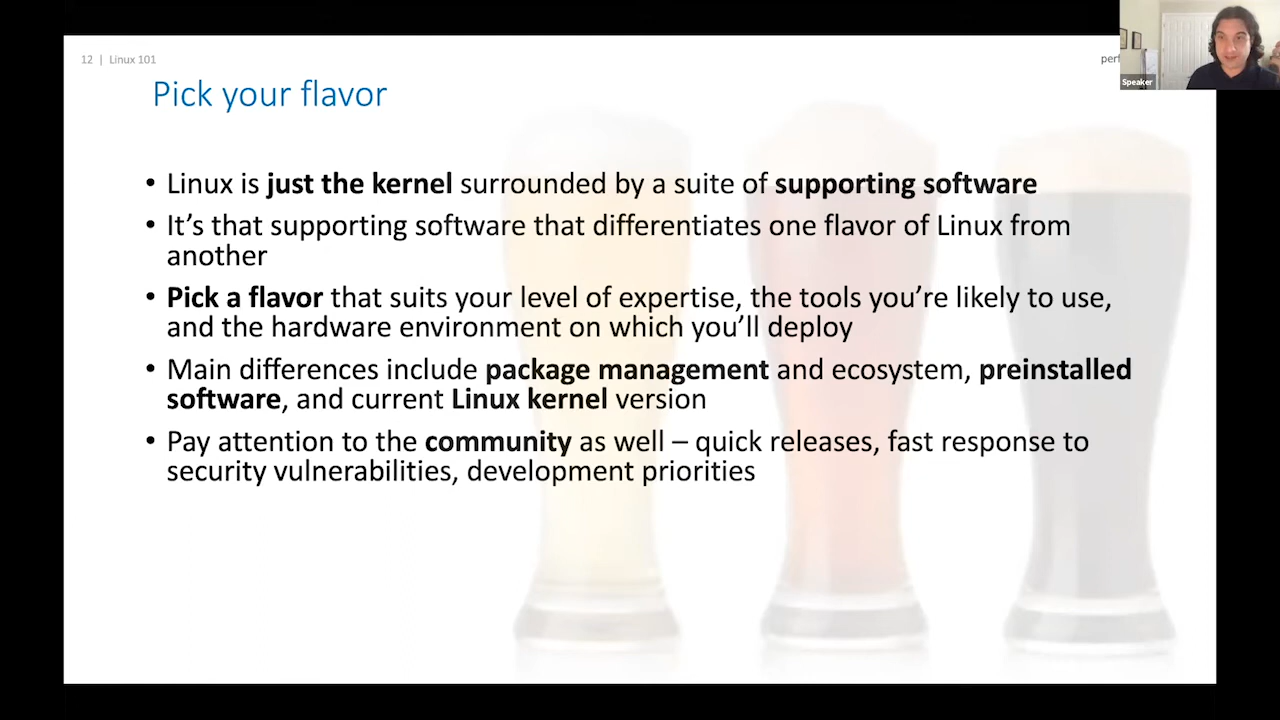 12 | Linux 101
Pick your flavor
• Linux is just the kernel surrounded by a suite of supporting software
• It’s that supporting software that differentiates one flavor of Linux from
another
• Pick a flavor that suits your level of expertise, the tools you’re likely to use,
and the hardware environment on which you’ll deploy
• Main differences include package management and ecosystem, preinstalled
software, and current Linux kernel version
• Pay attention to the community as well – quick releases, fast response to
security vulnerabilities, development priorities
Speaker